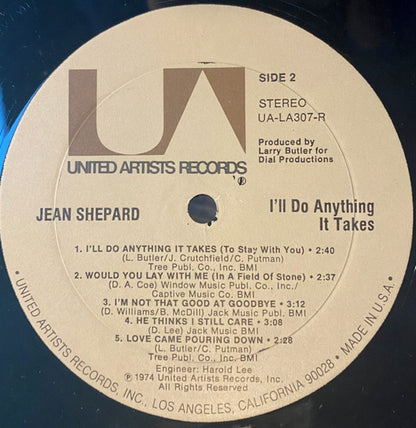 UA
UNITED ARTISTS RECORDS
SIDE 2
STEREO
UA-LA307-R
Produced by
Larry Butler for
Dial Productions
JEAN SHEPARD
I'll Do Anything
It Takes
1. I'LL DO ANYTHING IT TAKES (To Stay With You) • 2:40
(L. Butler/J. Crutchfield/C. Putman)
Tree Publ. Co., Inc. BMI
2. WOULD YOU LAY WITH ME (In A Field Of Stone) • 2:37
(D. A. Coe) Window Music Publ. Co., Inc./
Captive Music Co. BMI
3. I'M NOT THAT GOOD AT GOODBYE • 3:12
(D. Williams/B. McDill) Jack Music BMI
4. HE THINKS I STILL CARE • 3:08
(D. Lee) Jack Music BMI
5. LOVE CAME POURING DOWN • 2:28
(L. Butler/C. Putman)
Tree Publ. Co., Inc. BMI
Engineer: Harold Lee
℗ 1974 United Artists Records, Inc.
All Rights Reserved
• UNITED ARTISTS RECORDS, INC., LOS ANGELES, CALIFORNIA 90028 • MADE IN U.S.A. •